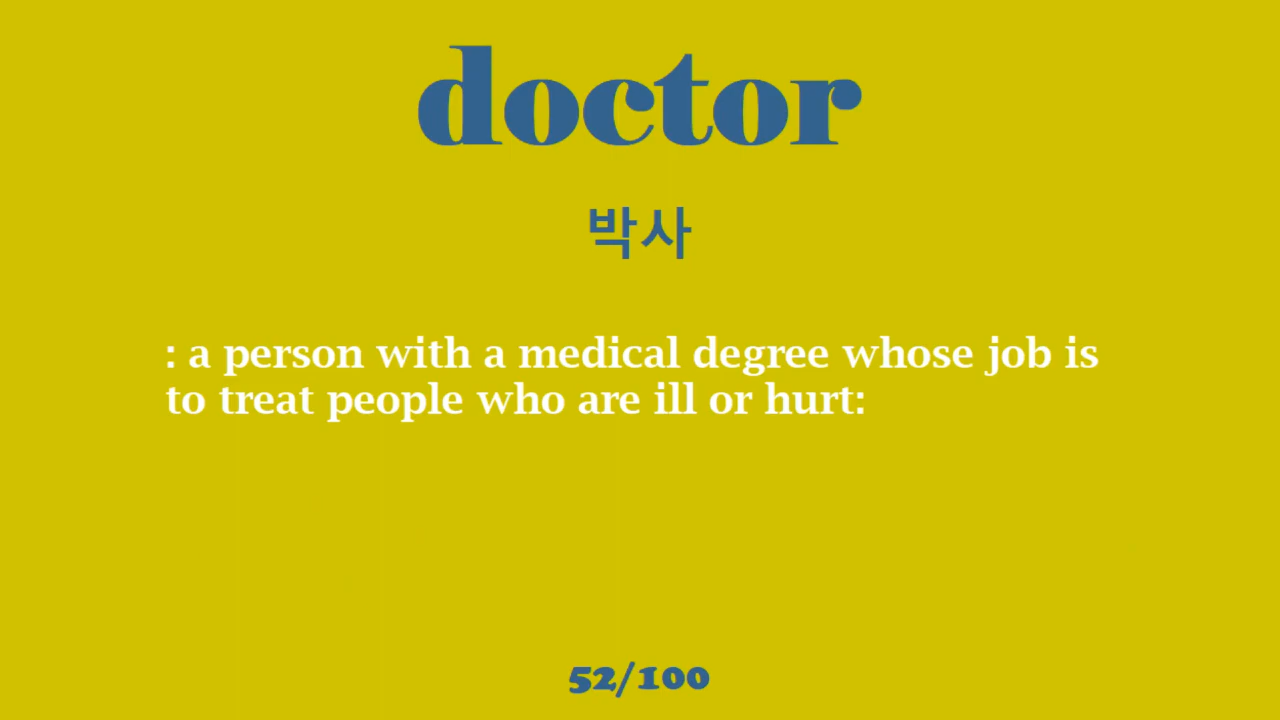 doctor
박사
: a person with a medical degree whose job is
to treat people who are ill or hurt:
52/100